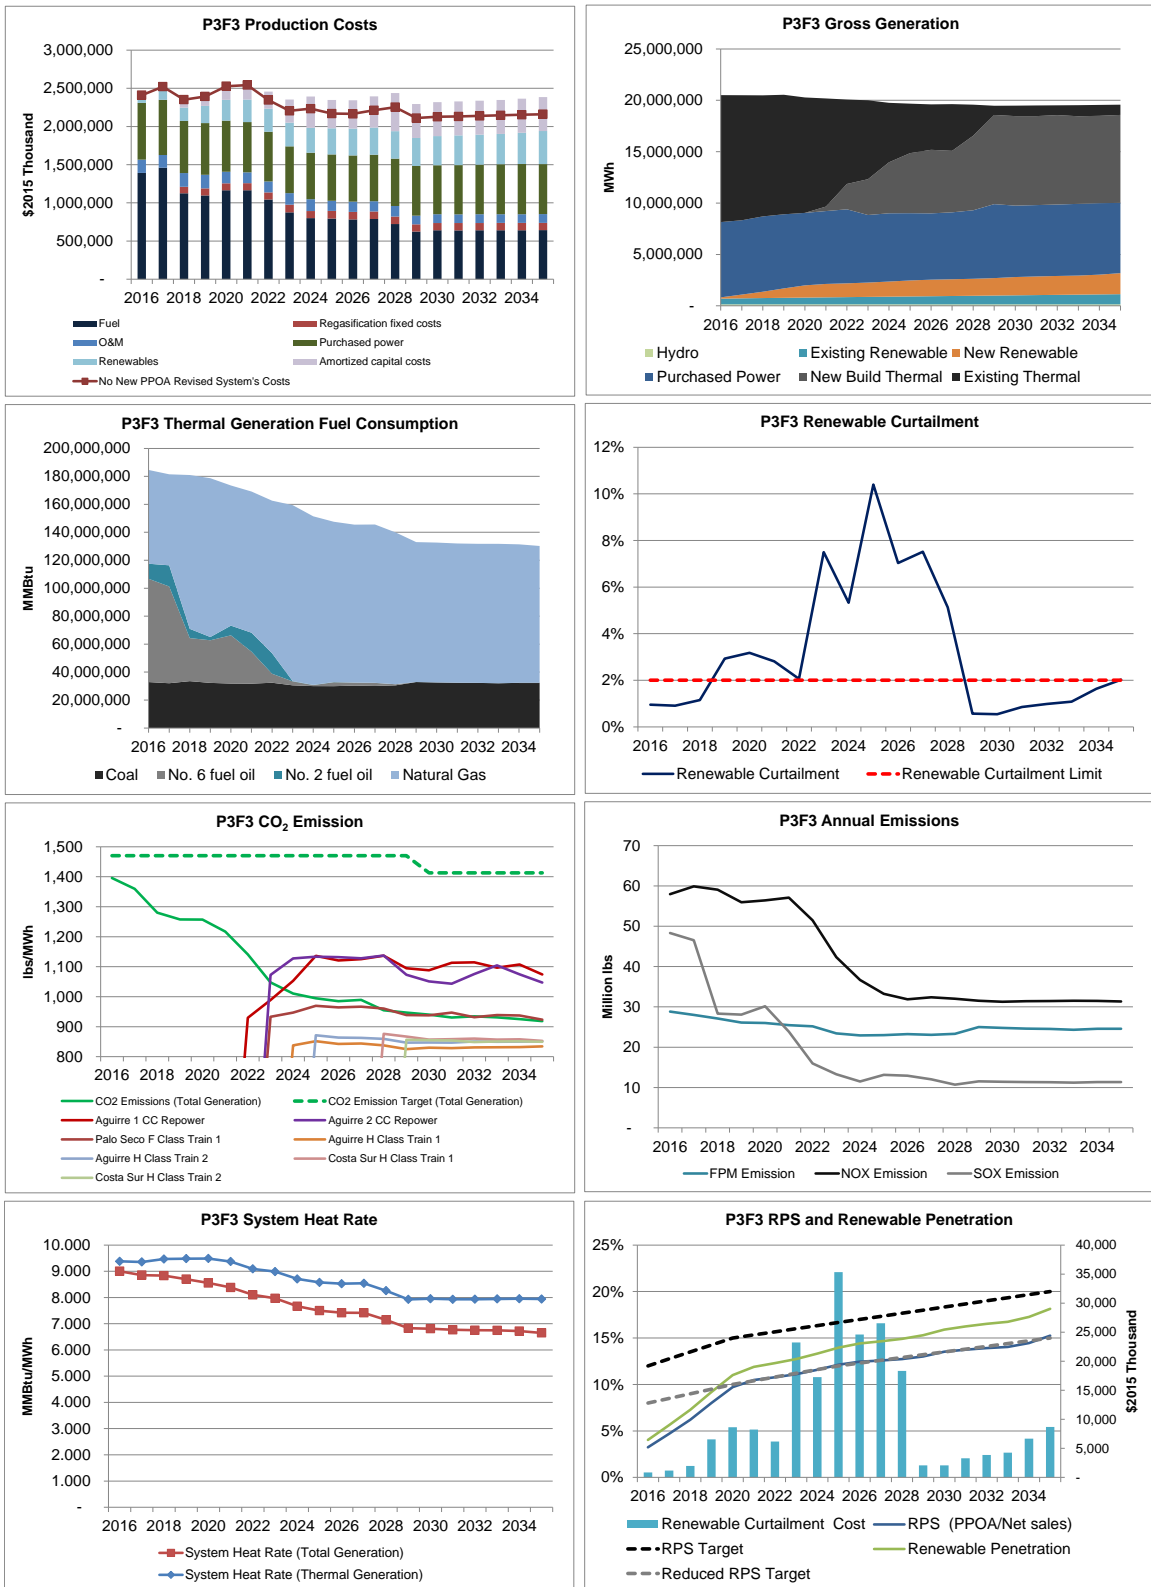 P3F3 Production Costs
3,000,000
2,500,000
2,000,000
1,500,000
1,000,000
500,000
-
$2015 Thousand
2016 2018 2020 2022 2024 2026 2028 2030 2032 2034
Fuel Regasification fixed costs
O&M Purchased power
Renewables Amortized capital costs
No New PPOA Revised System's Costs
P3F3 Gross Generation
25,000,000
20,000,000
15,000,000
10,000,000
5,000,000
-
MWh
2016 2018 2020 2022 2024 2026 2028 2030 2032 2034
Hydro Existing Renewable New Renewable
Purchased Power New Build Thermal Existing Thermal
P3F3 Thermal Generation Fuel Consumption
200,000,000
180,000,000
160,000,000
140,000,000
120,000,000
100,000,000
80,000,000
60,000,000
40,000,000
20,000,000
-
MMBtu
2016 2018 2020 2022 2024 2026 2028 2030 2032 2034
Coal No. 6 fuel oil No. 2 fuel oil Natural Gas
P3F3 Renewable Curtailment
12%
10%
8%
6%
4%
2%
0%
2016 2018 2020 2022 2024 2026 2028 2030 2032 2034
Renewable Curtailment Renewable Curtailment Limit
P3F3 CO2 Emission
1,500
1,400
1,300
1,200
1,100
1,000
900
800
lbs/MWh
2016 2018 2020 2022 2024 2026 2028 2030 2032 2034
CO2 Emissions (Total Generation) CO2 Emission Target (Total Generation)
Aguirre 1 CC Repower Aguirre 2 CC Repower
Palo Seco F Class Train 1 Aguirre H Class Train 1
Aguirre H Class Train 2 Costa Sur H Class Train 1
Costa Sur H Class Train 2
P3F3 Annual Emissions
70
60
50
40
30
20
10
-
Million lbs
2016 2018 2020 2022 2024 2026 2028 2030 2032 2034
FPM Emission NOX Emission SOX Emission
P3F3 System Heat Rate
10.000
9.000
8.000
7.000
6.000
5.000
4.000
3.000
2.000
1.000
-
MMBtu/MWh
2016 2018 2020 2022 2024 2026 2028 2030 2032 2034
System Heat Rate (Total Generation)
System Heat Rate (Thermal Generation)
P3F3 RPS and Renewable Penetration
25%
20%
15%
10%
5%
0%
40,000
35,000
30,000
25,000
20,000
15,000
10,000
5,000
-
$2015 Thousand
2016 2018 2020 2022 2024 2026 2028 2030 2032 2034
Renewable Curtailment Cost RPS (PPOA/Net sales)
RPS Target Renewable Penetration
Reduced RPS Target